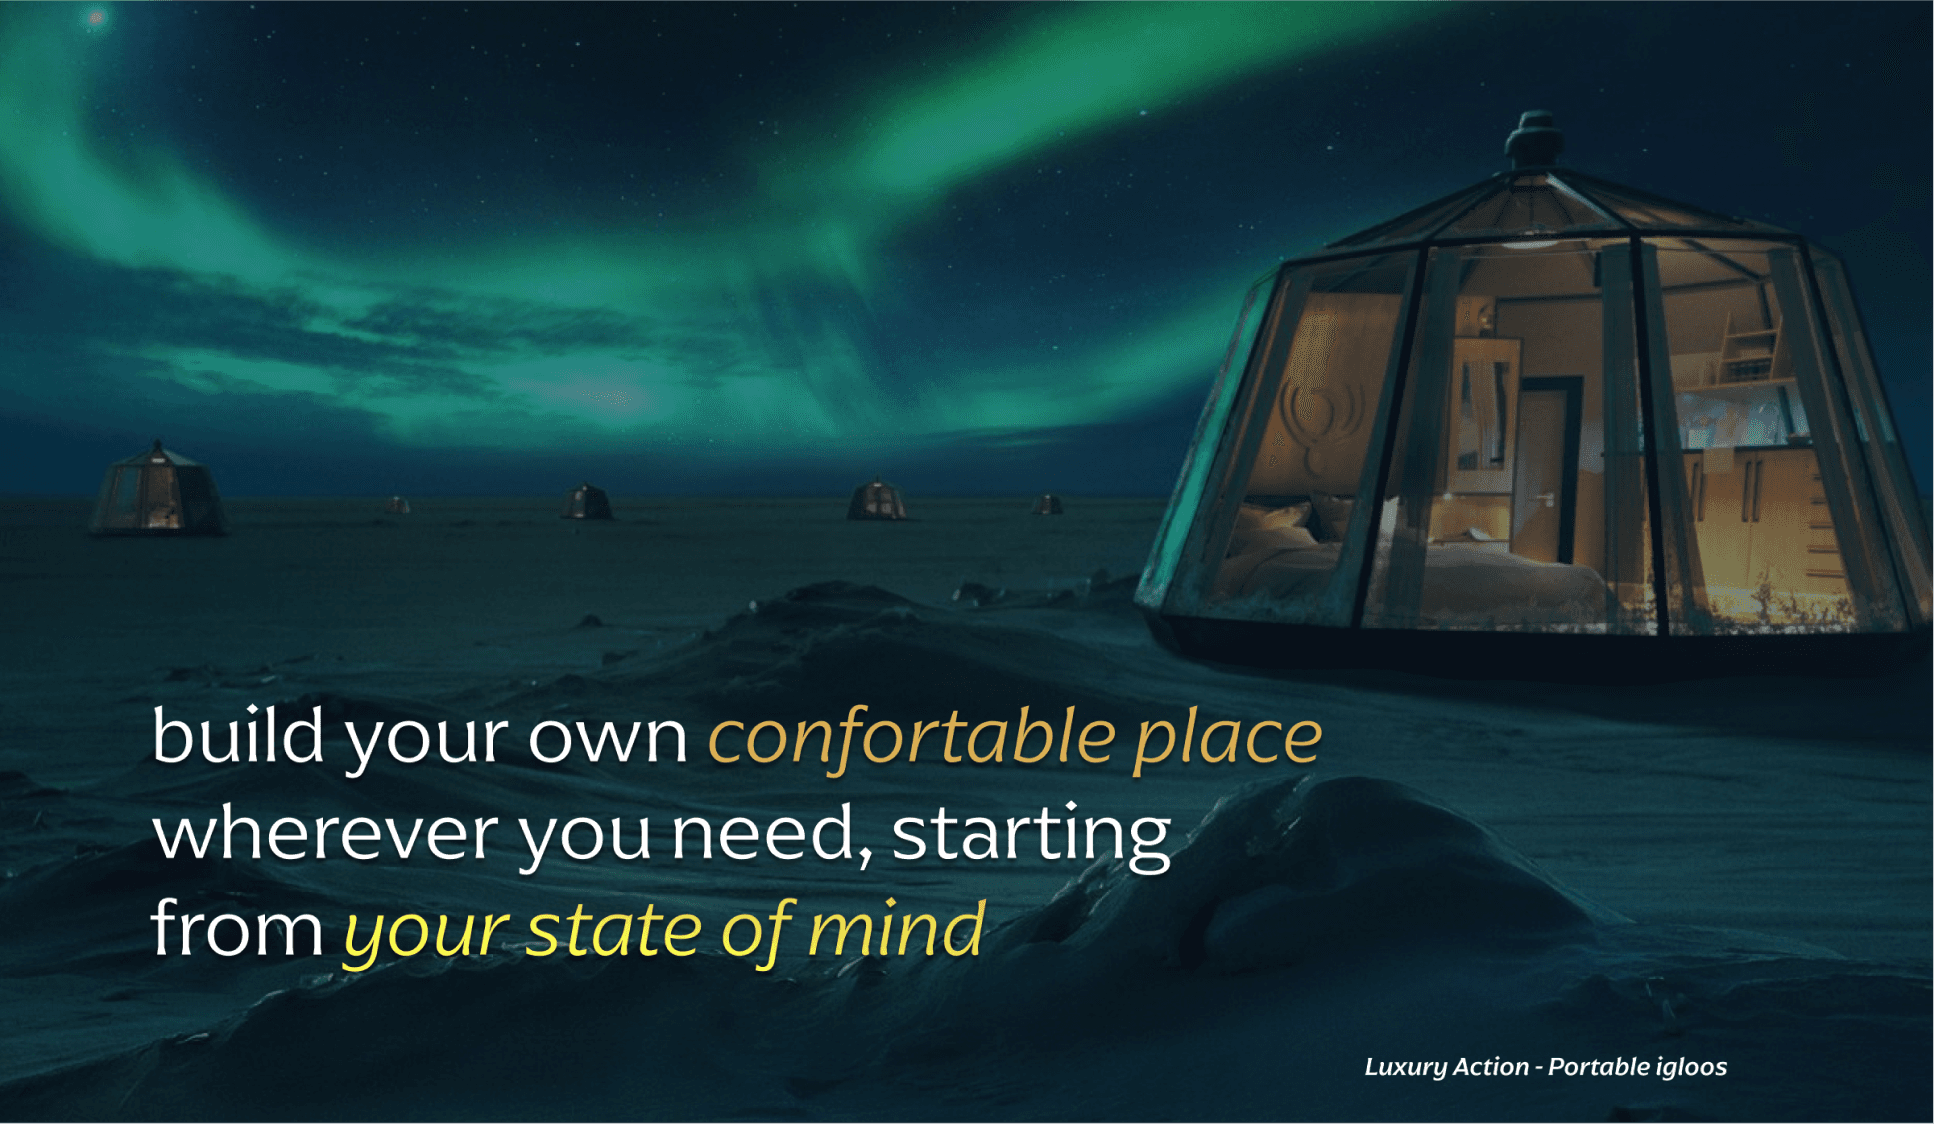 build your own confortable place
wherever you need, starting
from your state of mind
Luxury Action - Portable igloos